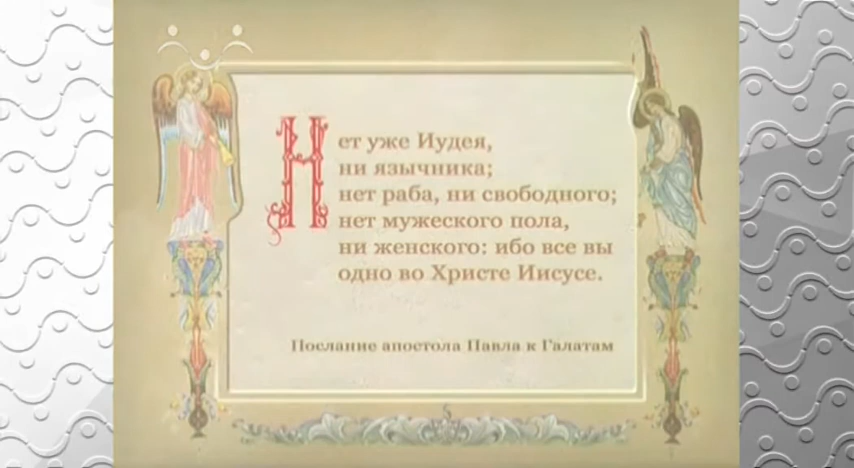 Нет уже Иудея,
ни язычника;
нет раба, ни свободного;
нет мужеского пола,
ни женского: ибо все вы
одно во Христе Иисусе.
Послание апостола Павла к Галатам